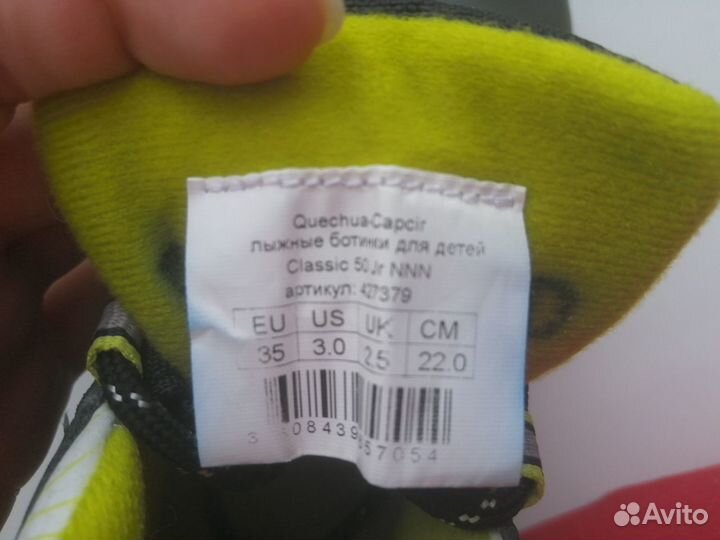 Quechua-Capcir
лыжные ботинки для детей
Classic 50 Jr NNN
артикул: 427379
EU US UK CM
35 3.0 2.5 22.0
Avito